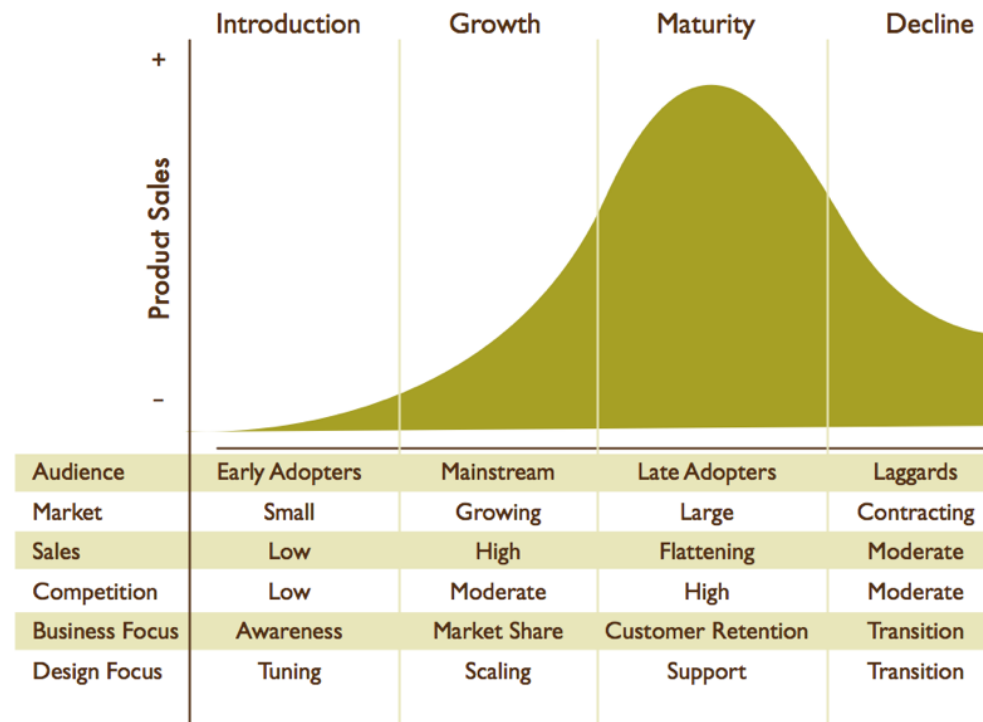 Introduction Growth Maturity Decline
+
Product Sales
-
Audience Early Adopters Mainstream Late Adopters Laggards
Market Small Growing Large Contracting
Sales Low High Flattening Moderate
Competition Low Moderate High Moderate
Business Focus Awareness Market Share Customer Retention Transition
Design Focus Tuning Scaling Support Transition